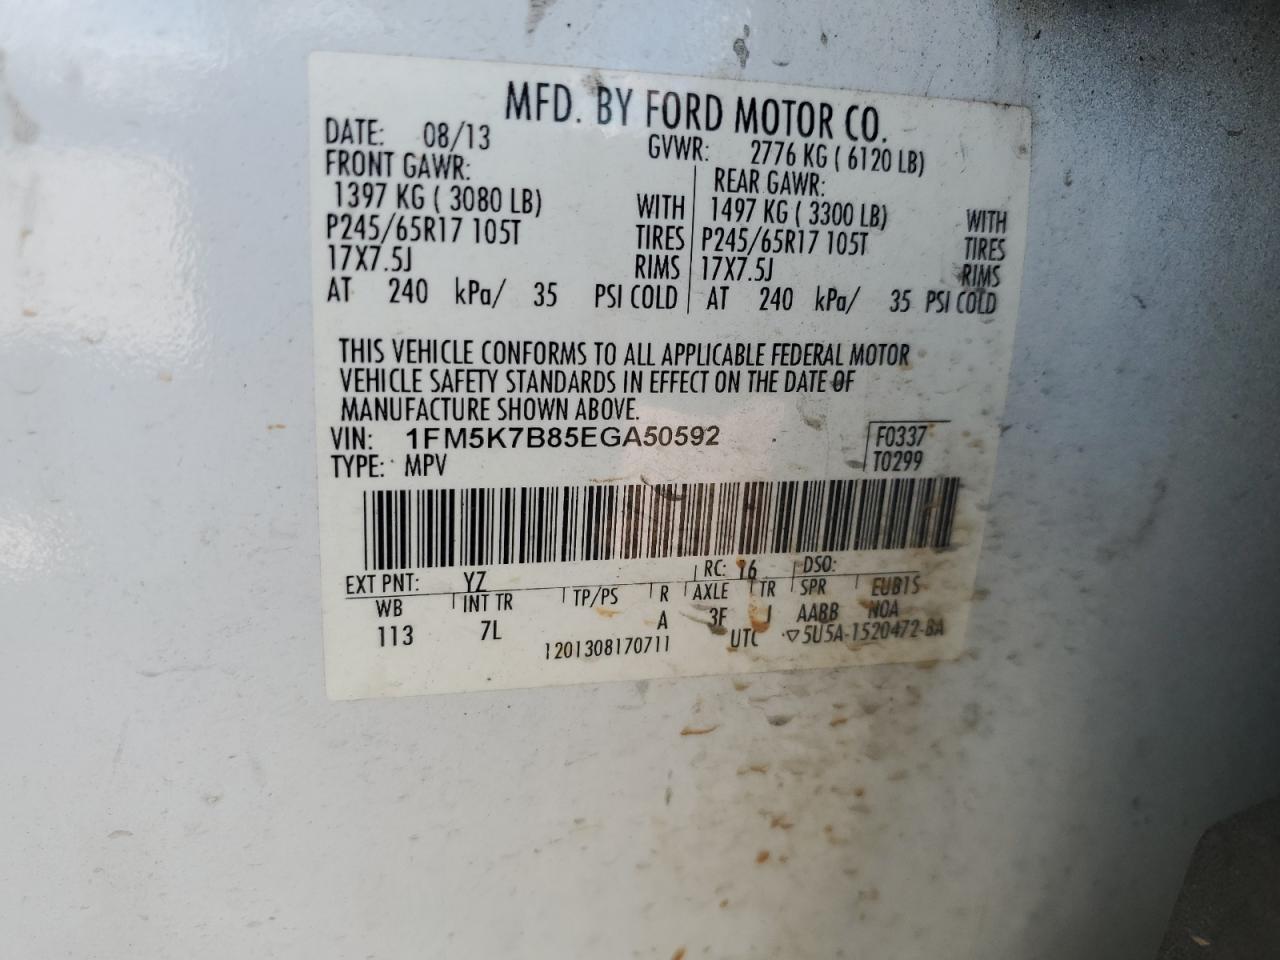 MFD. BY FORD MOTOR CO.
DATE: 08/13 GVWR: 2776 KG ( 6120 LB)
FRONT GAWR: REAR GAWR:
1397 KG ( 3080 LB) WITH 1497 KG ( 3300 LB) WITH
P245/65R17 105T TIRES P245/65R17 105T TIRES
17X7.5J RIMS 17X7.5J RIMS
AT 240 kPa/ 35 PSI COLD AT 240 kPa/ 35 PSI COLD
THIS VEHICLE CONFORMS TO ALL APPLICABLE FEDERAL MOTOR
VEHICLE SAFETY STANDARDS IN EFFECT ON THE DATE OF
MANUFACTURE SHOWN ABOVE.
VIN: 1FM5K7B85EGA50592 F0337
TYPE: MPV T0299
EXT PNT: YZ RC: 16 DSO:
WB INT TR TP/PS R AXLE TR SPR EUB1S
113 7L A 3F J AABB N0A
1201308170711 UTC ▽5U5A-1520472-BA